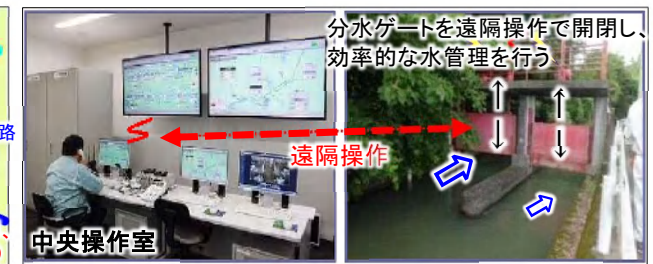 分水ゲートを遠隔操作で開閉し、
効率的な水管理を行う
路
遠隔操作
中央操作室